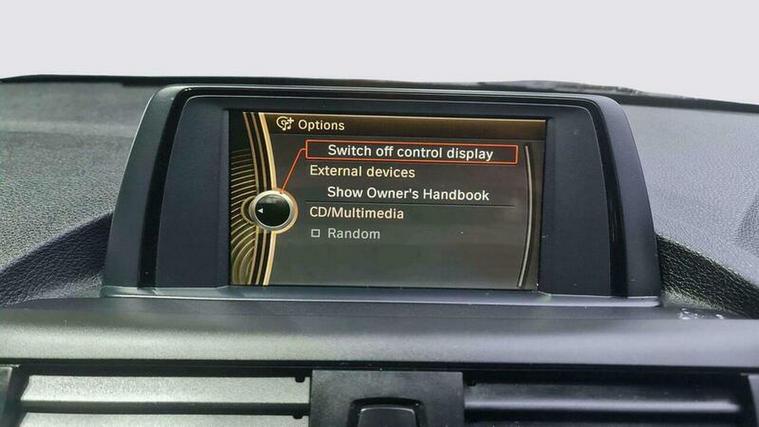 Options
Switch off control display
External devices
Show Owner's Handbook
CD/Multimedia
Random